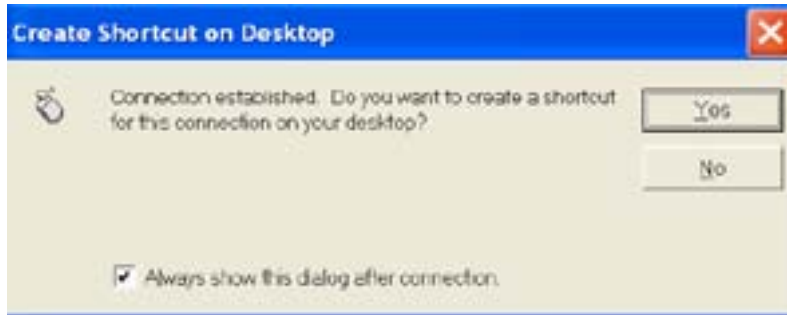 Create Shortcut on Desktop
Connection established. Do you want to create a shortcut
for this connection on your desktop?
Yes
No
Always show this dialog after connection.